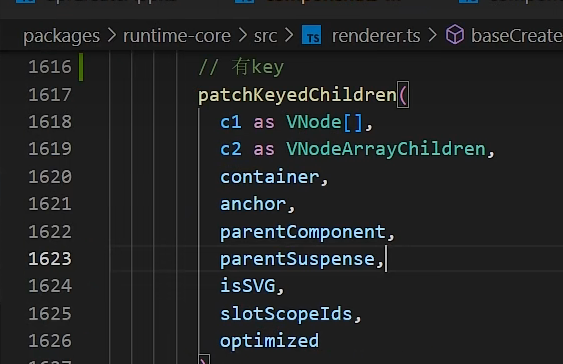 packages > runtime-core > src > TS renderer.ts > baseCreate
1616 // 有key
1617 patchKeyedChildren(
1618 c1 as VNode[],
1619 c2 as VNodeArrayChildren,
1620 container,
1621 anchor,
1622 parentComponent,
1623 parentSuspense,
1624 isSVG,
1625 slotScopeIds,
1626 optimized